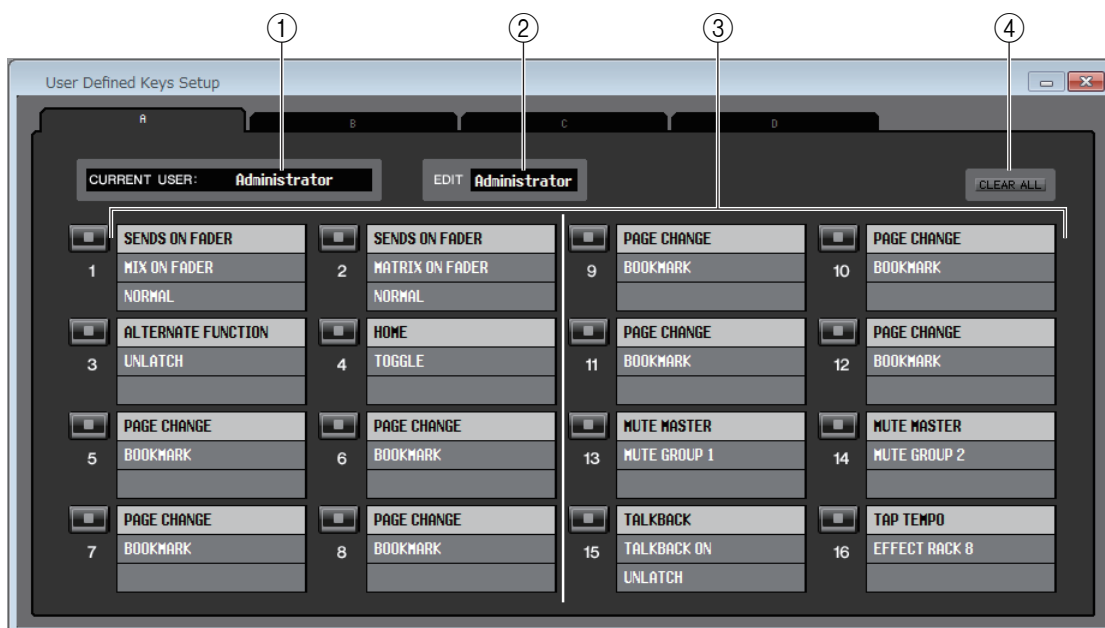 ① ② ③ ④
User Defined Keys Setup
A B C D
CURRENT USER: Administrator EDIT Administrator CLEAR ALL
1 SENDS ON FADER
MIX ON FADER
NORMAL
2 SENDS ON FADER
MATRIX ON FADER
NORMAL
3 ALTERNATE FUNCTION
UNLATCH
4 HOME
TOGGLE
5 PAGE CHANGE
BOOKMARK
6 PAGE CHANGE
BOOKMARK
7 PAGE CHANGE
BOOKMARK
8 PAGE CHANGE
BOOKMARK
9 PAGE CHANGE
BOOKMARK
10 PAGE CHANGE
BOOKMARK
11 PAGE CHANGE
BOOKMARK
12 PAGE CHANGE
BOOKMARK
13 MUTE MASTER
MUTE GROUP 1
14 MUTE MASTER
MUTE GROUP 2
15 TALKBACK
TALKBACK ON
UNLATCH
16 TAP TEMPO
EFFECT RACK 8